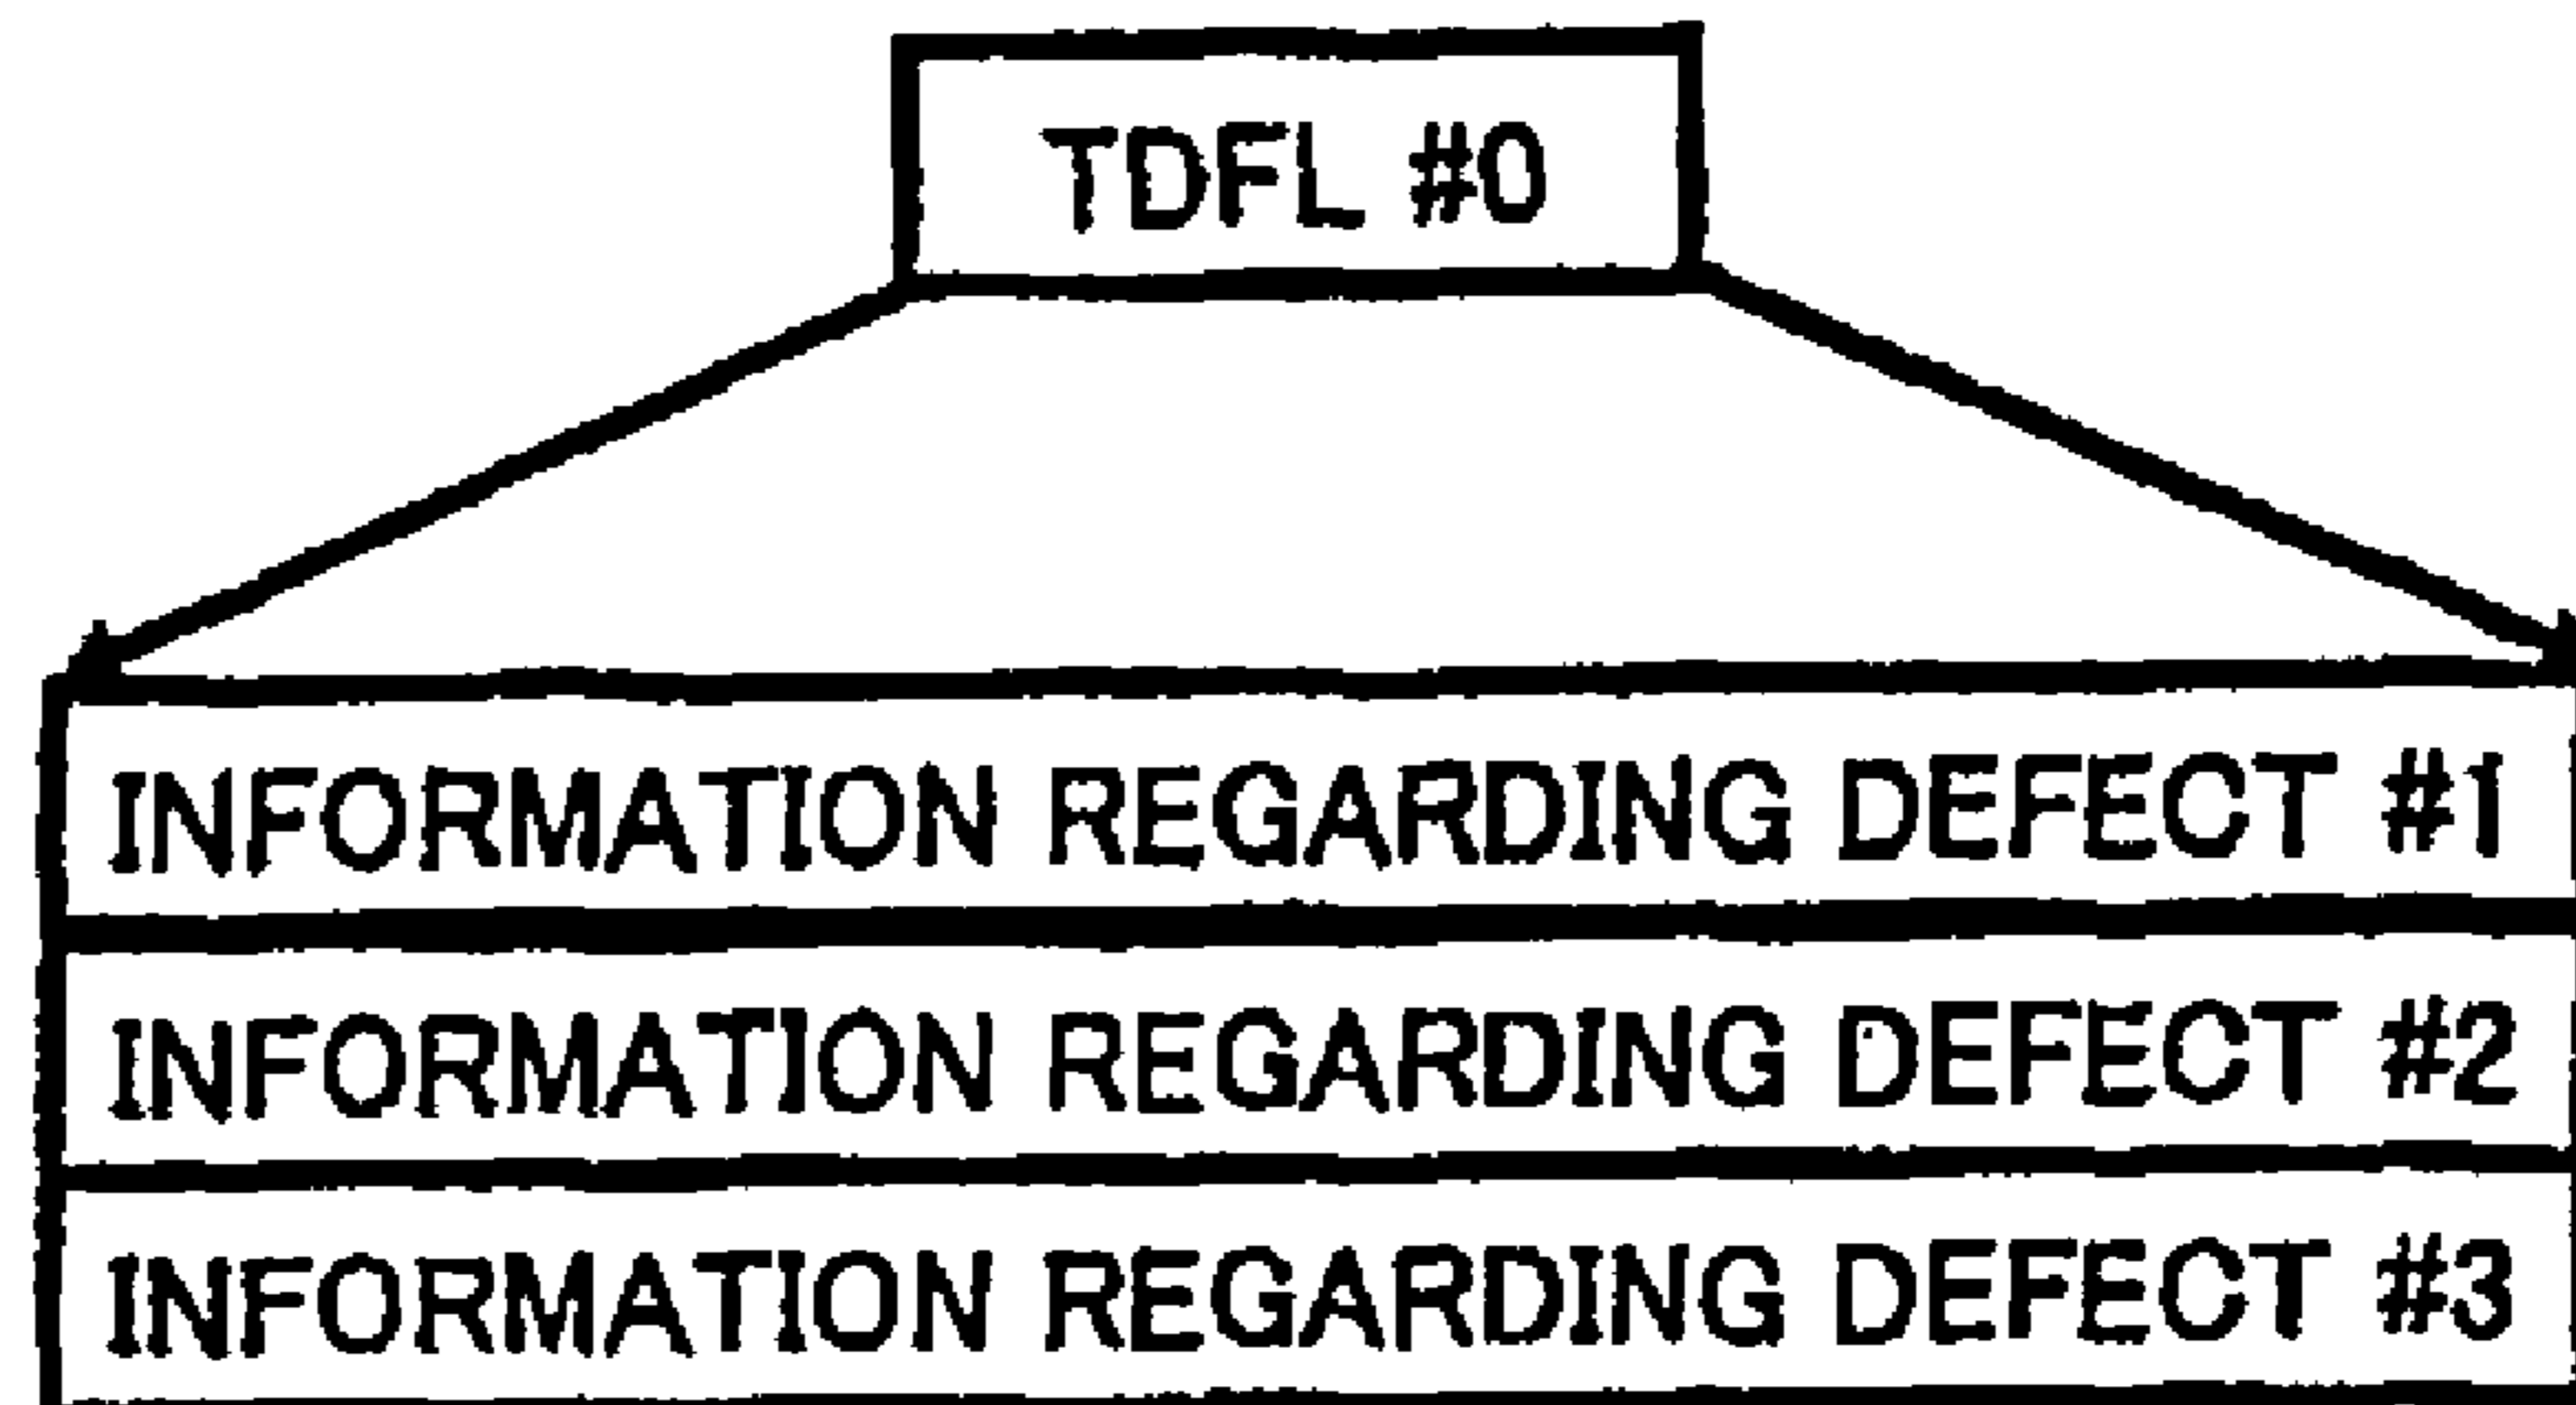 TDFL #0
INFORMATION REGARDING DEFECT #1
INFORMATION REGARDING DEFECT #2
INFORMATION REGARDING DEFECT #3